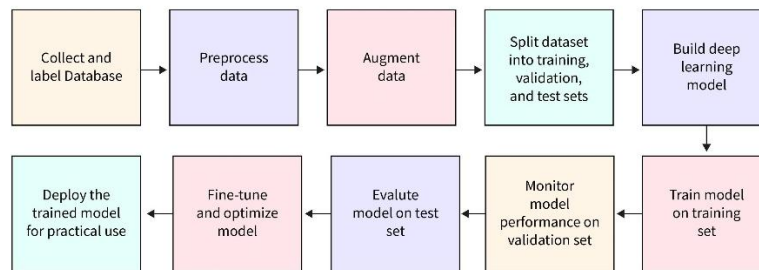 Collect and
label Database
Preprocess
data
Augment
data
Split dataset
into training,
validation,
and test sets
Build deep
learning
model
Train model
on training
set
Monitor
model
performance on
validation set
Evalute
model on test
set
Fine-tune
and optimize
model
Deploy the
trained model
for practical use